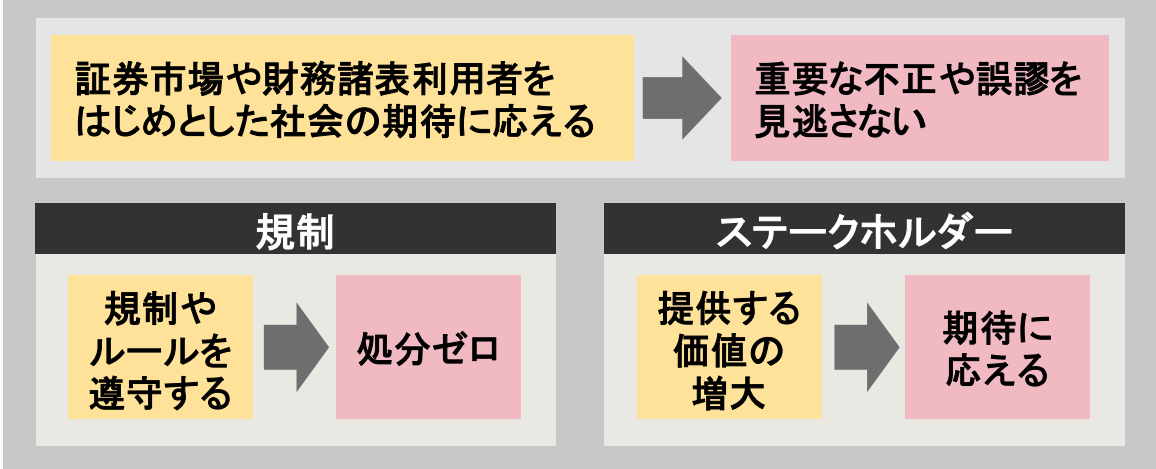 証券市場や財務諸表利用者を
はじめとした社会の期待に応える
重要な不正や誤謬を
見逃さない
規制
規制や
ルールを
遵守する
処分ゼロ
ステークホルダー
提供する
価値の
増大
期待に
応える